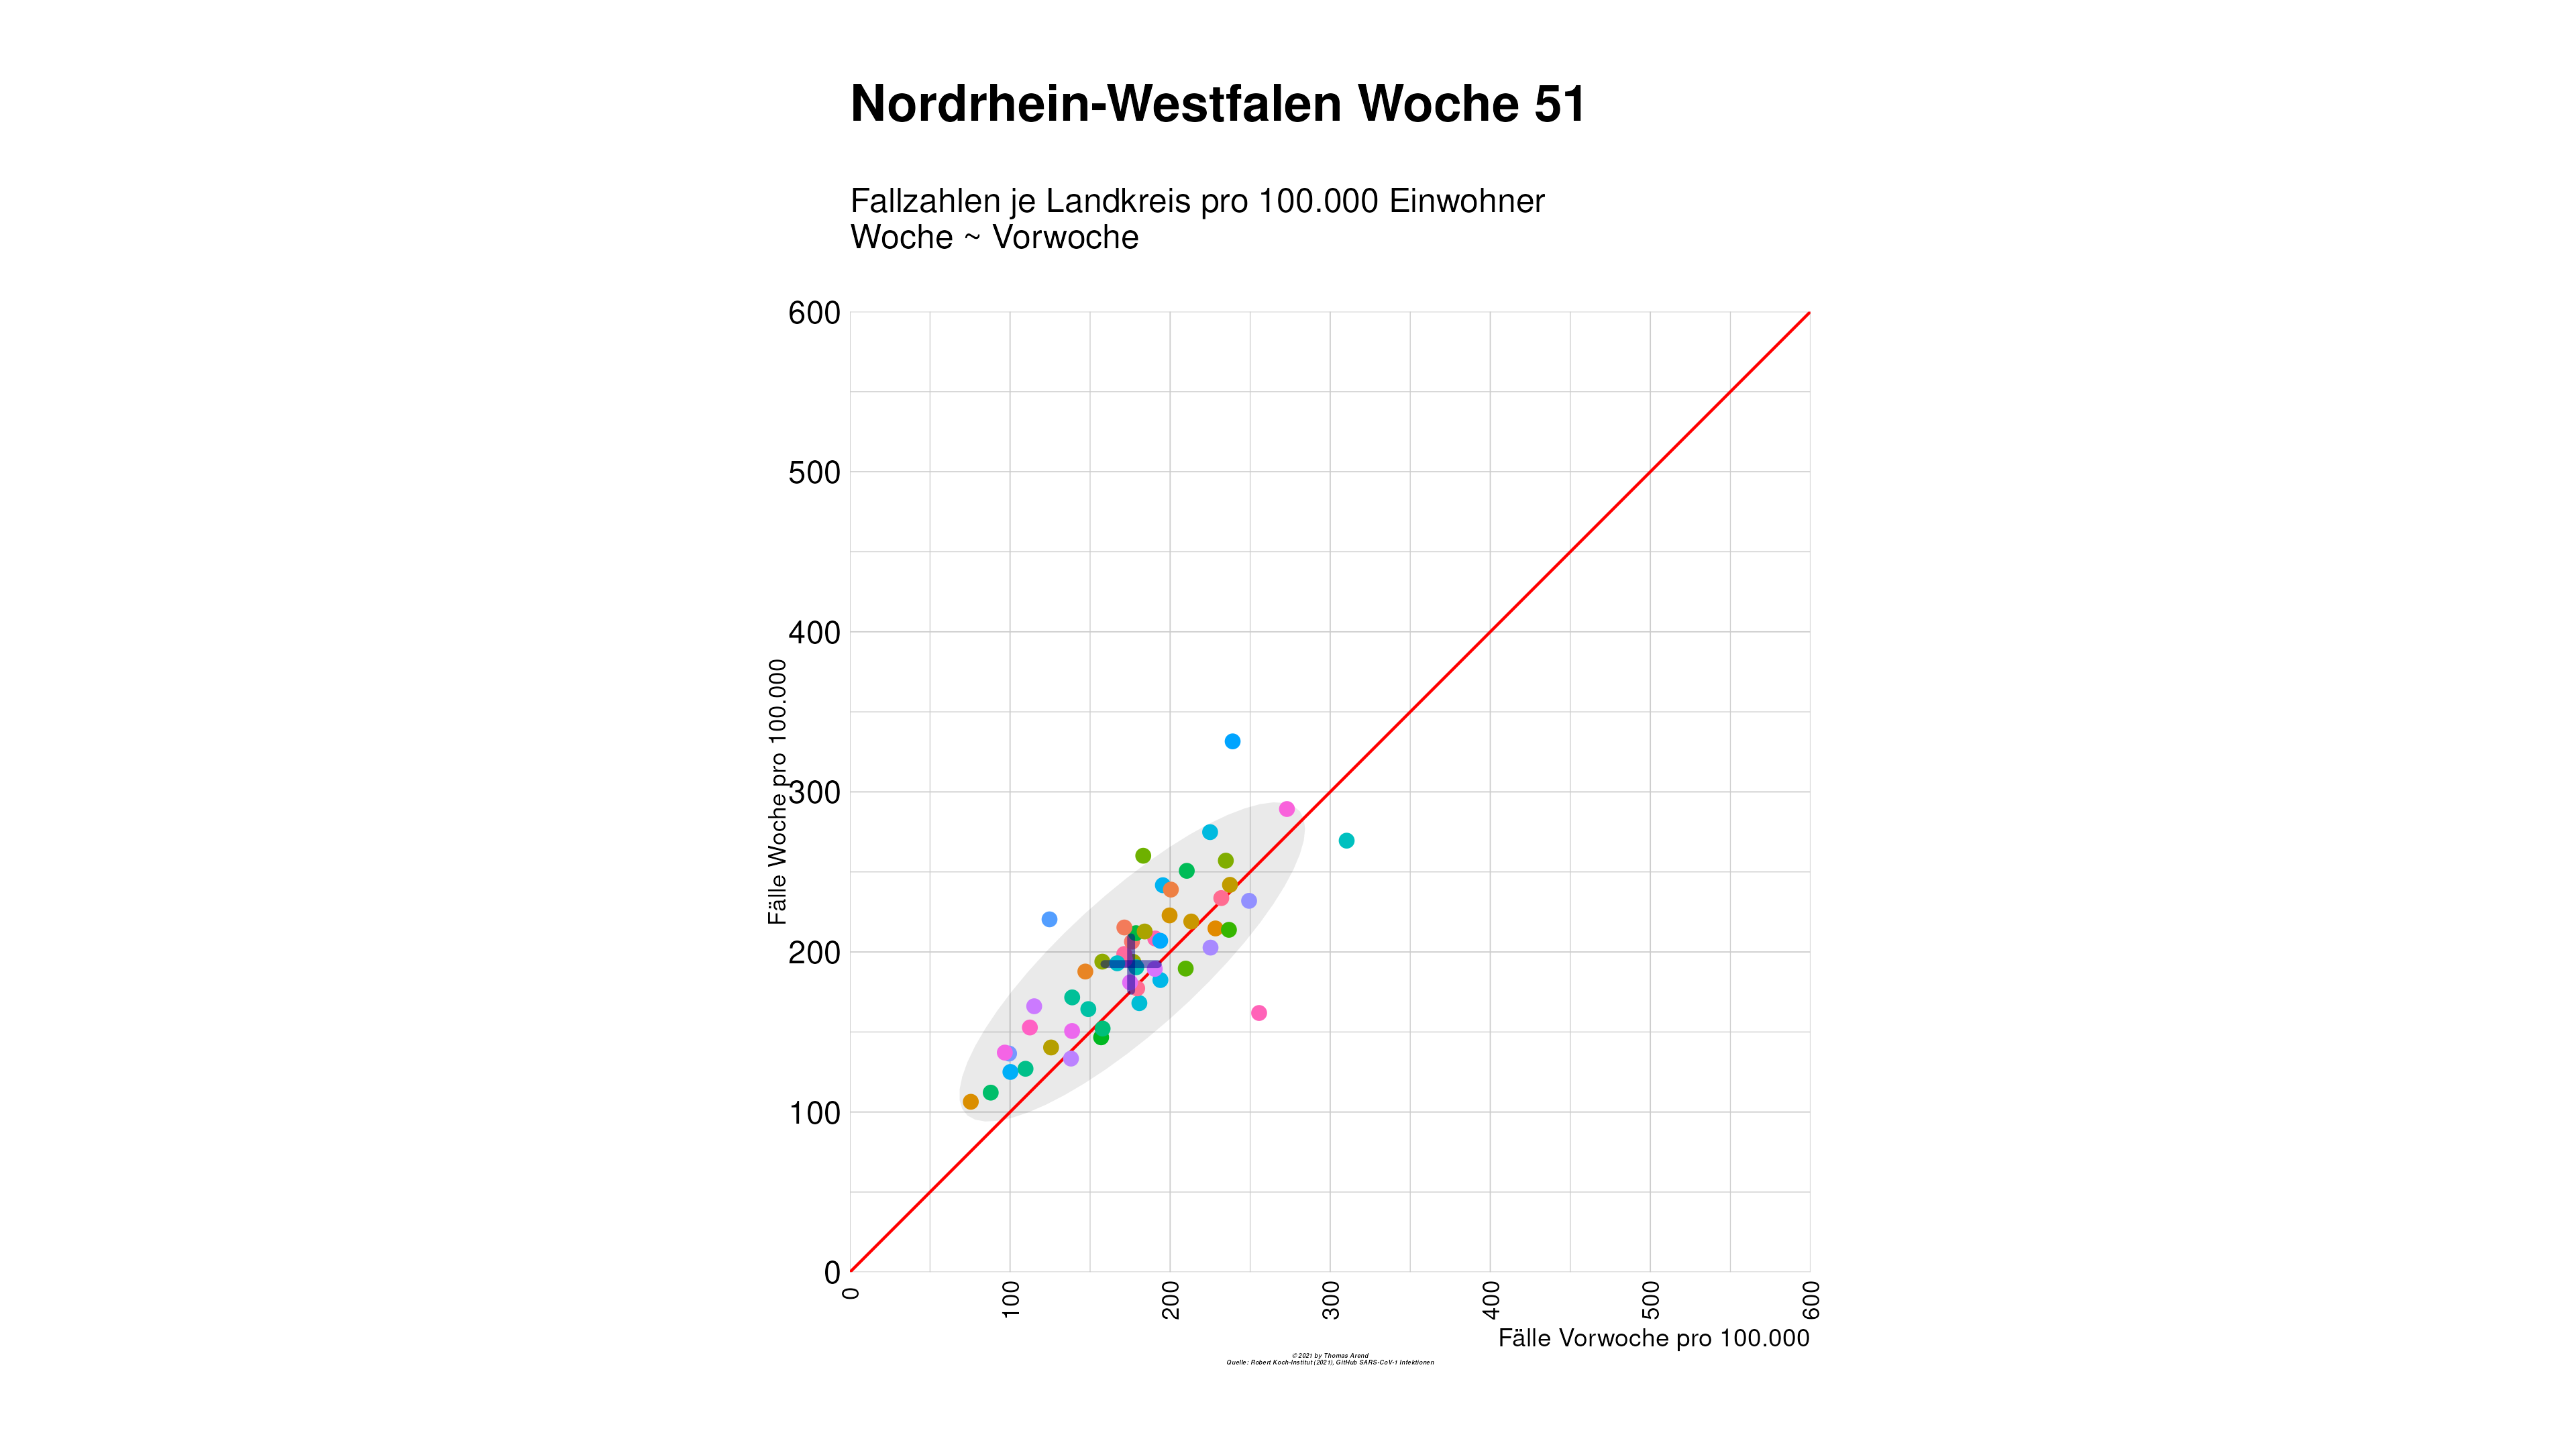 Nordrhein-Westfalen Woche 51
Fallzahlen je Landkreis pro 100.000 Einwohner
Woche ~ Vorwoche
600
500
400
300
200
100
0
Fälle Woche pro 100.000
0
100
200
300
400
500
600
Fälle Vorwoche pro 100.000
© 2021 by Thomas Arend
Quelle: Robert Koch-Institut (2021), GitHub SARS-CoV-1 Infektionen